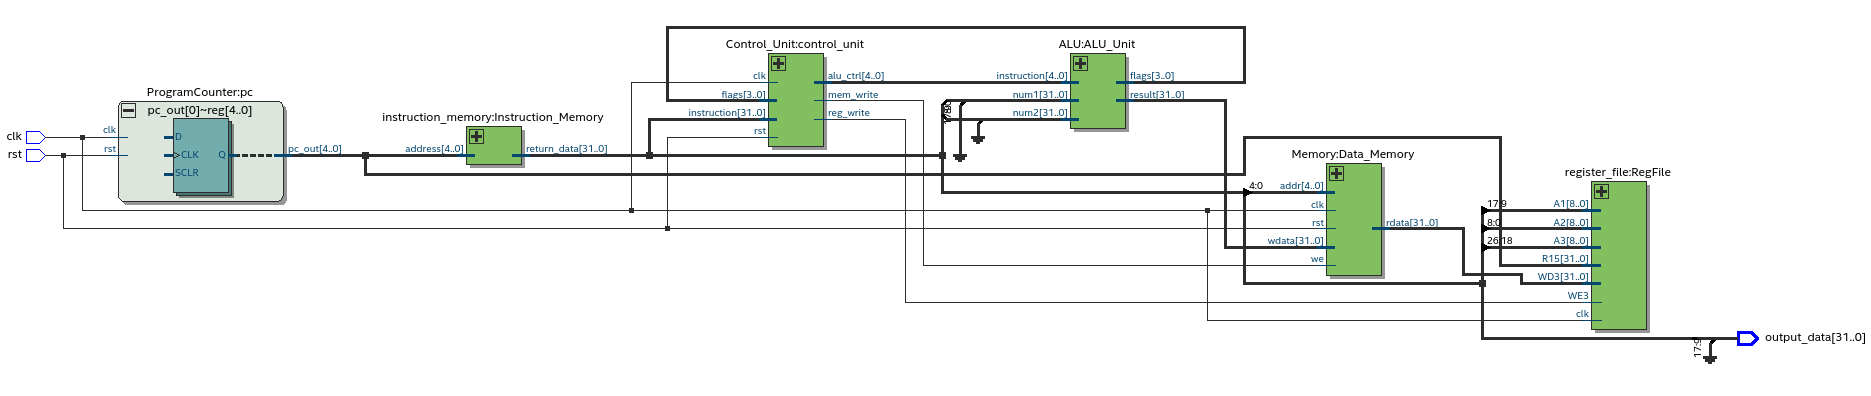 clk
rst
ProgramCounter:pc
pc_out[0]~reg[4..0]
clk
rst
D
CLK
Q
SCLR
pc_out[4..0]
instruction_memory:Instruction_Memory
address[4..0]
return_data[31..0]
Control_Unit:control_unit
clk
flags[3..0]
instruction[31..0]
rst
alu_ctrl[4..0]
mem_write
reg_write
ALU:ALU_Unit
instruction[4..0]
num1[31..0]
num2[31..0]
flags[3..0]
result[31..0]
Memory:Data_Memory
4:0
addr[4..0]
clk
rst
wdata[31..0]
we
rdata[31..0]
register_file:RegFile
17:9
8:0
26:18
A1[8..0]
A2[8..0]
A3[8..0]
R15[31..0]
WD3[31..0]
WE3
clk
17:9
output_data[31..0]